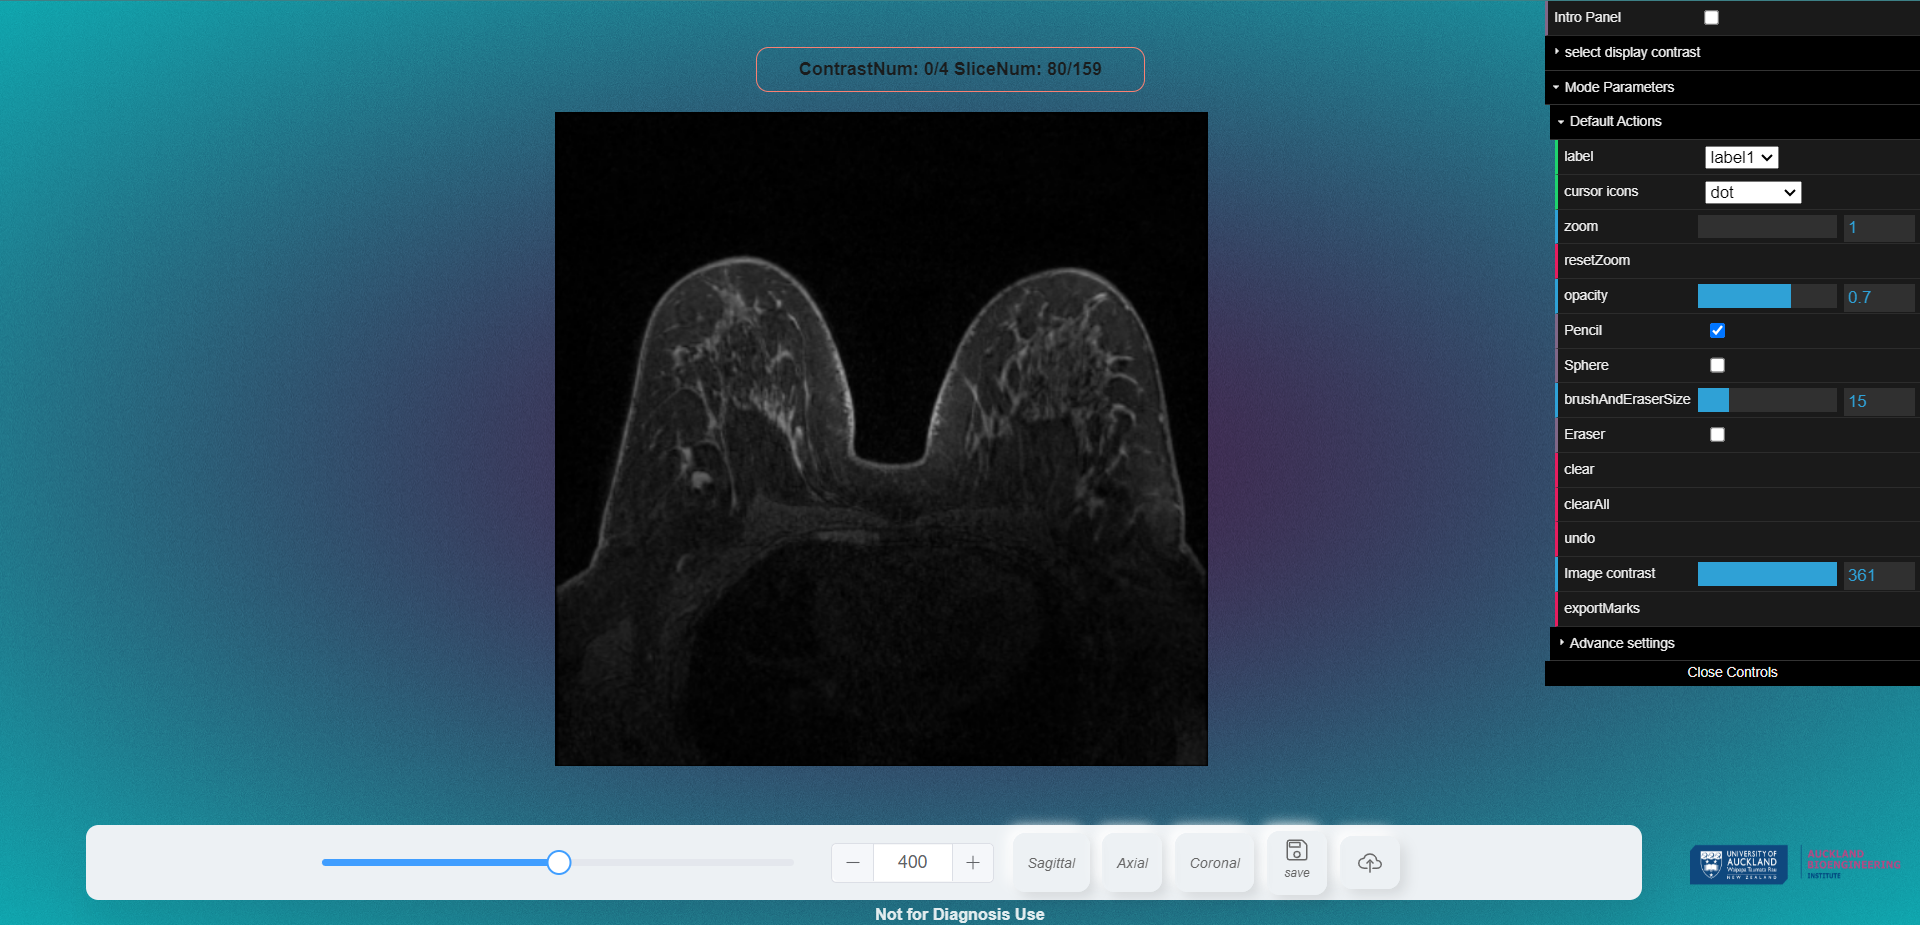 ContrastNum: 0/4 SliceNum: 80/159
Intro Panel
select display contrast
Mode Parameters
Default Actions
label label1
cursor icons dot
zoom 1
resetZoom
opacity 0.7
Pencil
Sphere
brushAndEraserSize 15
Eraser
clear
clearAll
undo
Image contrast 361
exportMarks
Advance settings
Close Controls
400
Sagittal
Axial
Coronal
save
UNIVERSITY OF
AUCKLAND
Waipapa Taumata Rau
NEW ZEALAND
AUCKLAND
BIOENGINEERING
INSTITUTE
Not for Diagnosis Use